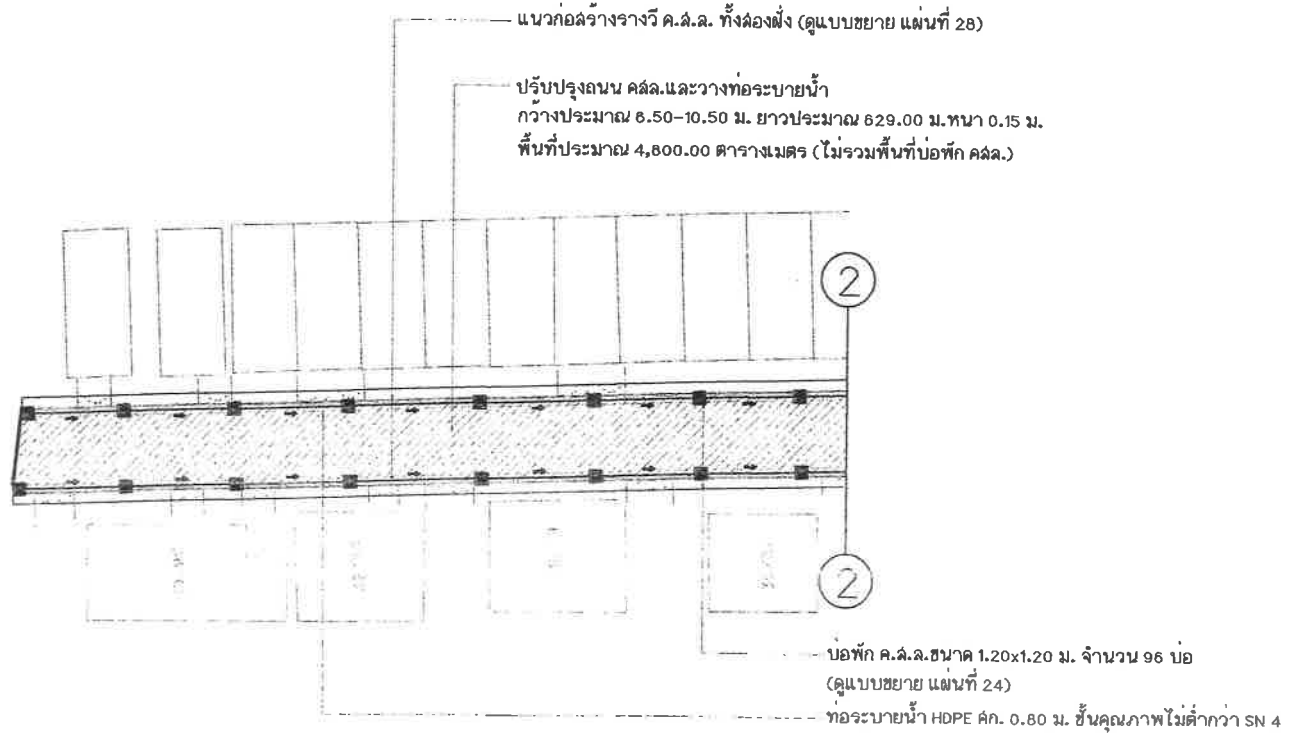 แนวก่อสร้างรางวี ค.ส.ล. ทั้งสองฝั่ง (ดูแบบขยาย แผ่นที่ 28)
ปรับปรุงถนน คสล.และวางท่อระบายน้ำ
กว้างประมาณ 6.50-10.50 ม. ยาวประมาณ 629.00 ม.หนา 0.15 ม.
พื้นที่ประมาณ 4,800.00 ตารางเมตร (ไม่รวมพื้นที่บ่อพัก คสล.)
2
2
บ่อพัก ค.ส.ล.ขนาด 1.20x1.20 ม. จำนวน 96 บ่อ
(ดูแบบขยาย แผ่นที่ 24)
ท่อระบายน้ำ HDPE ศก. 0.80 ม. ชั้นคุณภาพไม่ต่ำกว่า SN 4